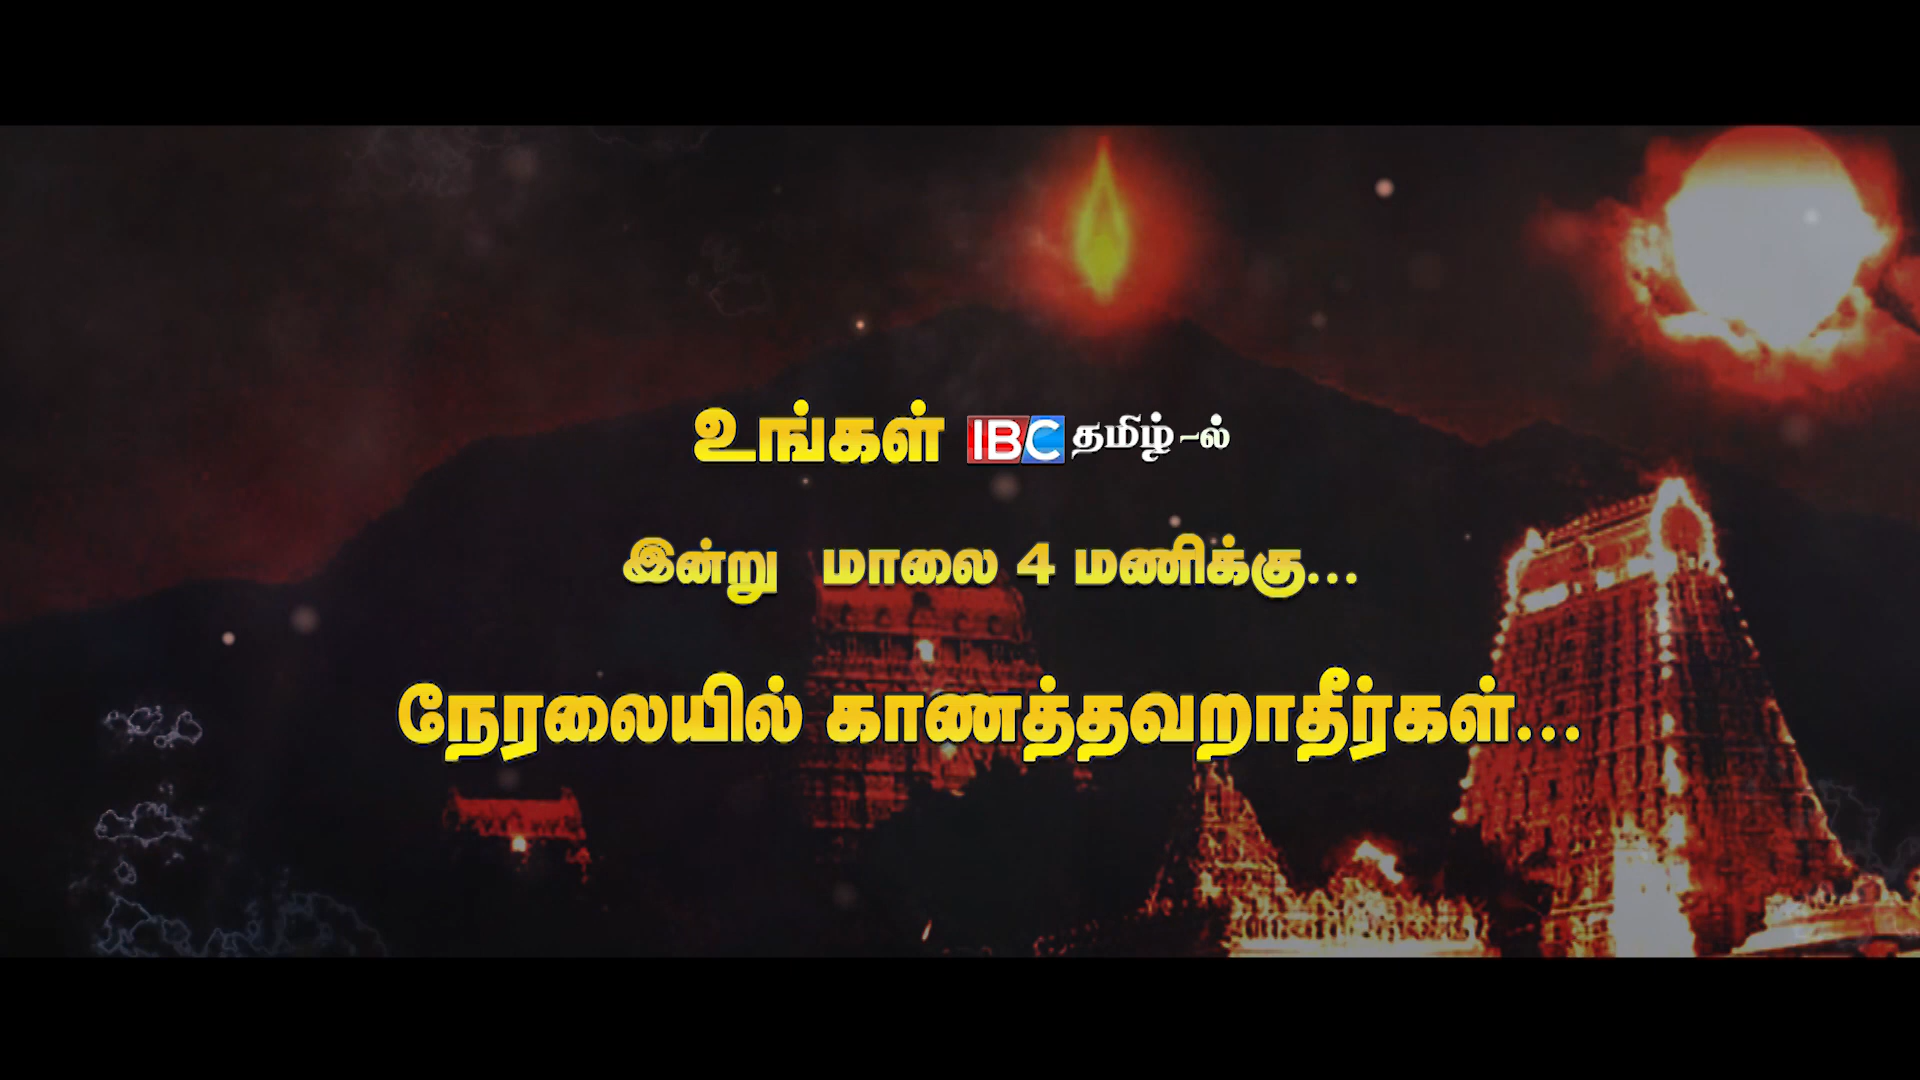 உங்கள் IBC தமிழ்-ல்
இன்று மாலை 4 மணிக்கு...
நேரலையில் காணத்தவறாதீர்கள்...